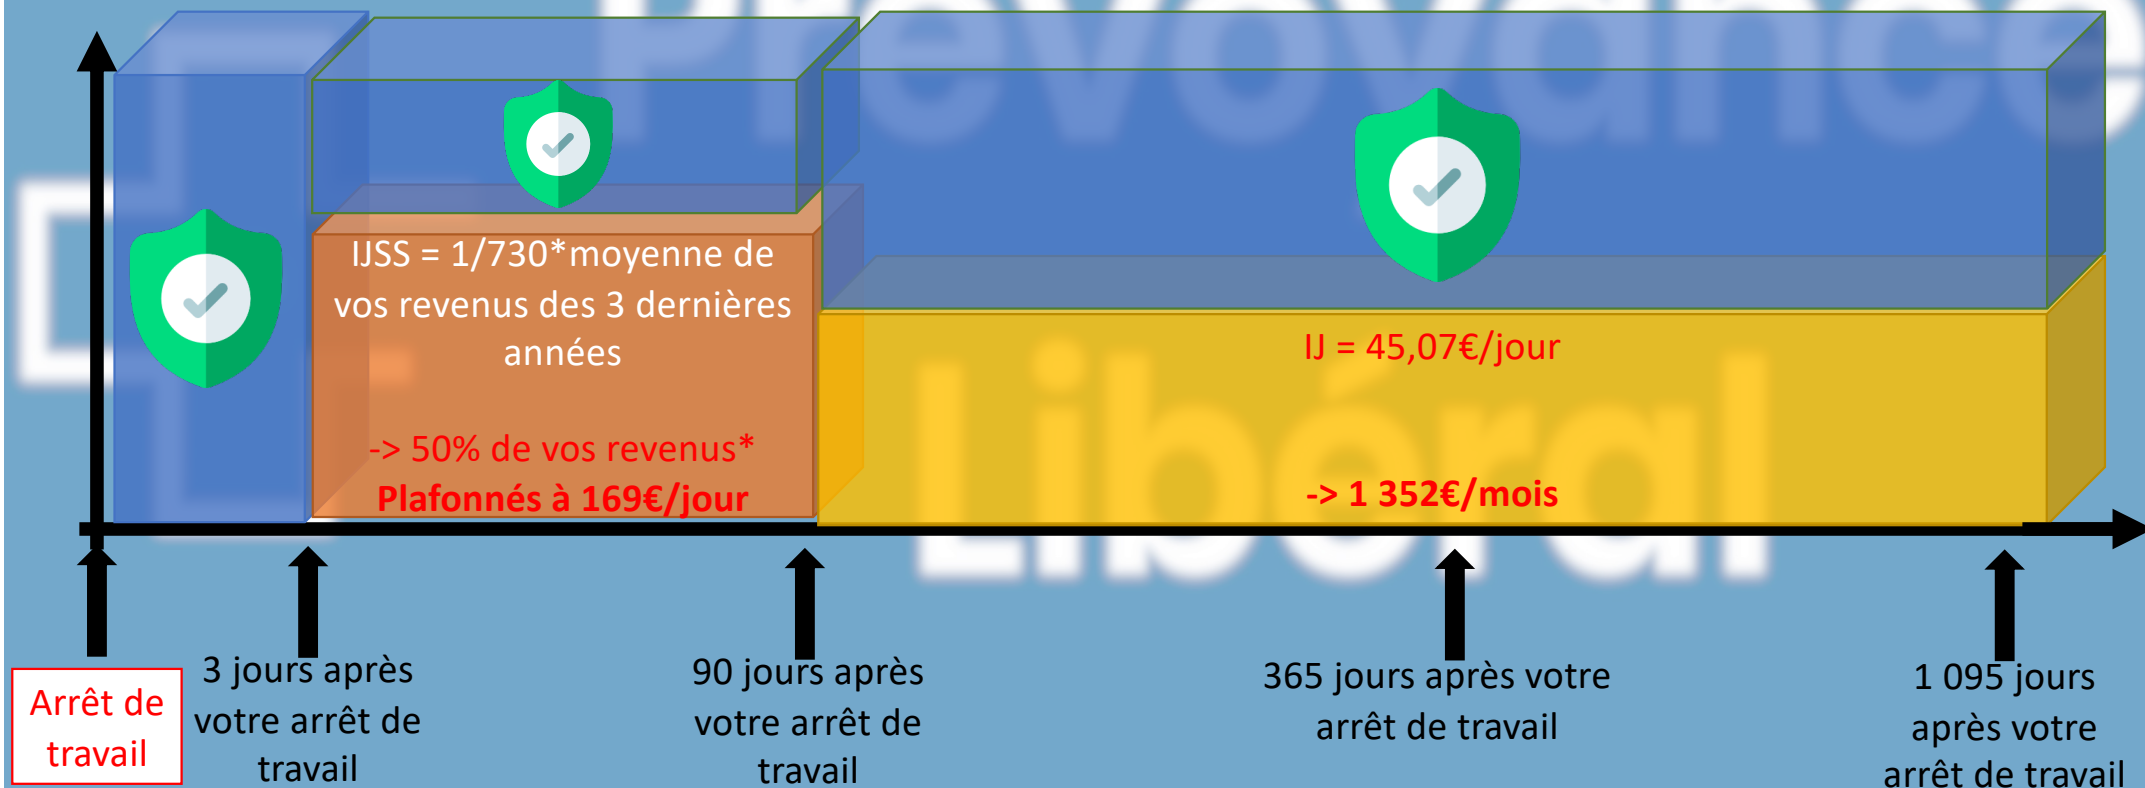 Prévoyance
Libéral
IJSS = 1/730*moyenne de
vos revenus des 3 dernières
années
-> 50% de vos revenus*
Plafonnés à 169€/jour
IJ = 45,07€/jour
-> 1 352€/mois
Arrêt de
travail
3 jours après
votre arrêt de
travail
90 jours après
votre arrêt de
travail
365 jours après votre
arrêt de travail
1 095 jours
après votre
arrêt de travail